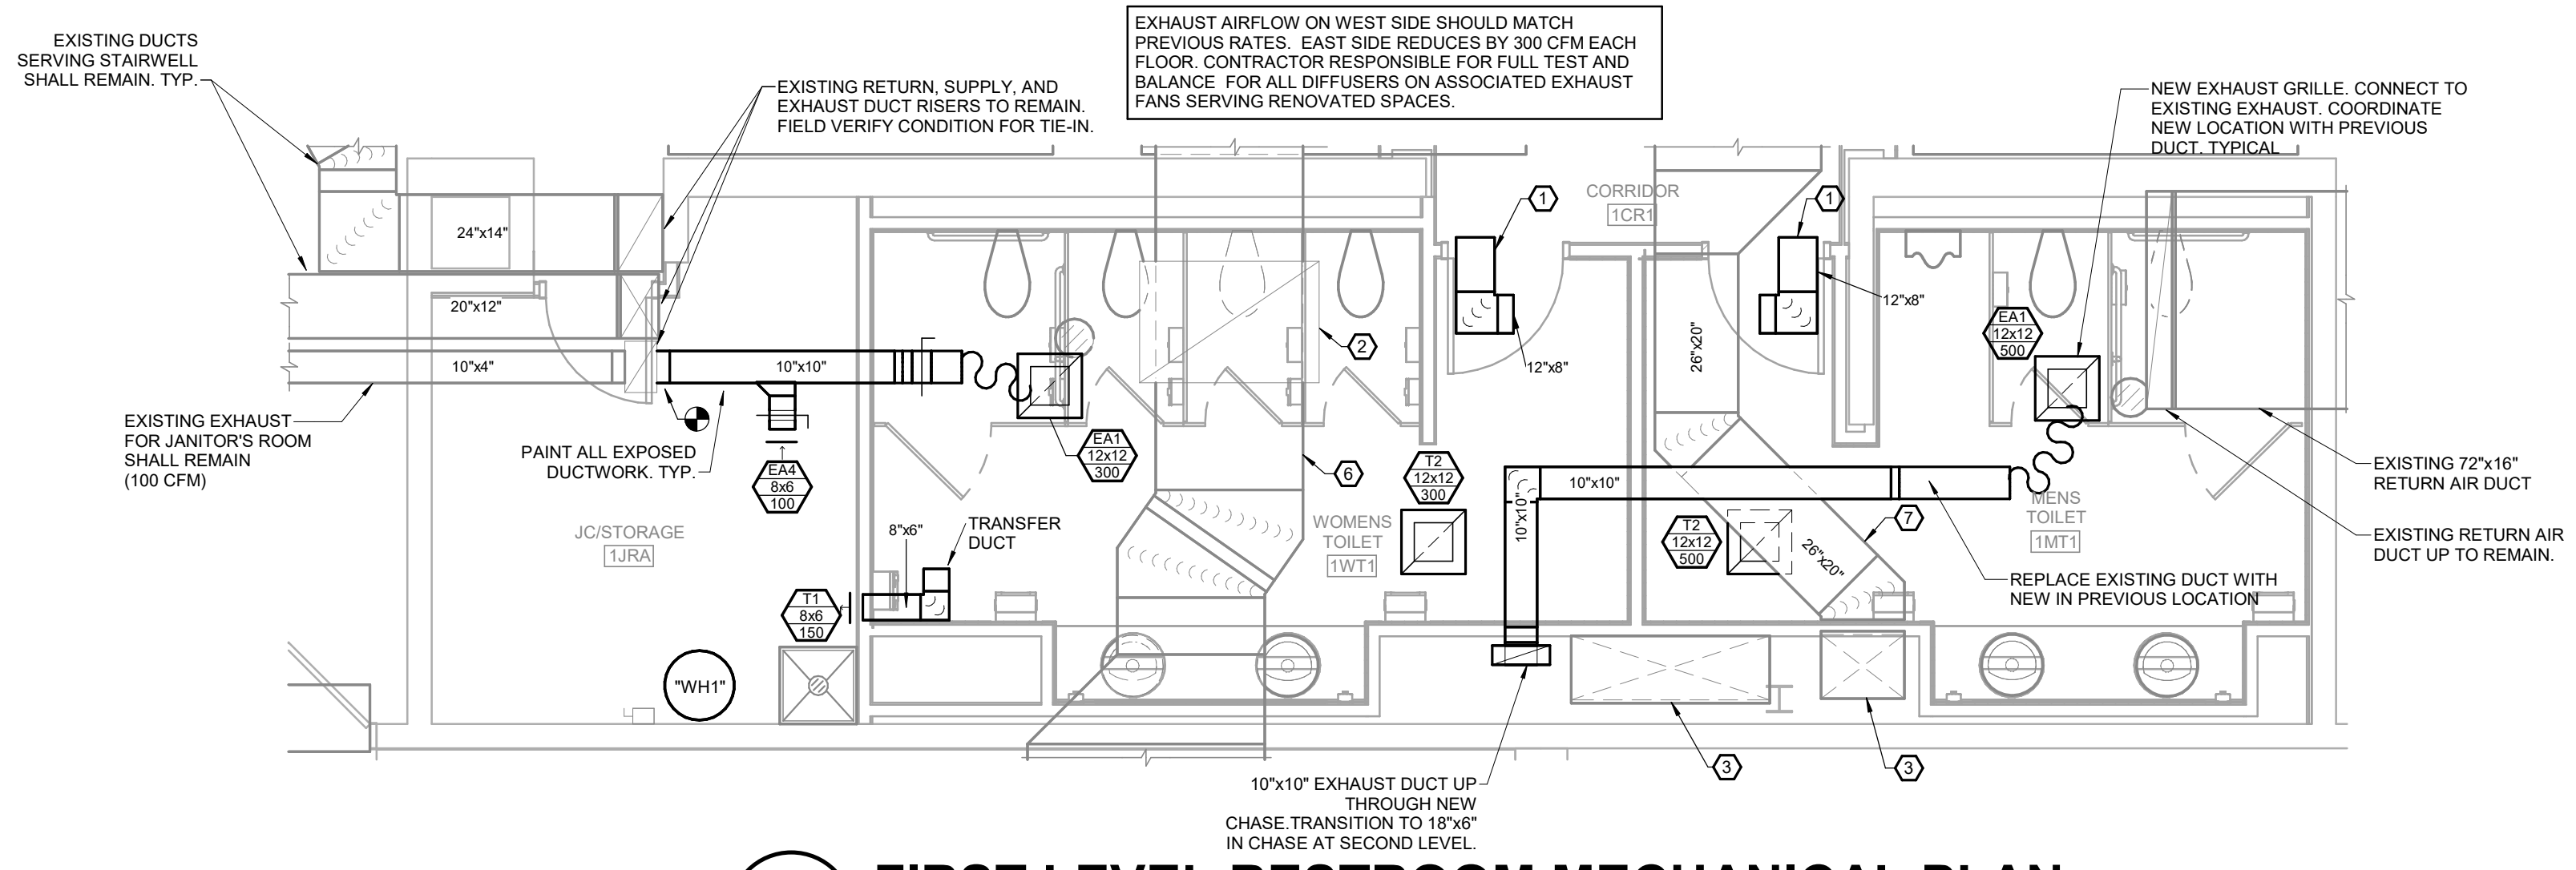 EXHAUST AIRFLOW ON WEST SIDE SHOULD MATCH
PREVIOUS RATES. EAST SIDE REDUCES BY 300 CFM EACH
FLOOR. CONTRACTOR RESPONSIBLE FOR FULL TEST AND
BALANCE FOR ALL DIFFUSERS ON ASSOCIATED EXHAUST
FANS SERVING RENOVATED SPACES.
EXISTING DUCTS
SERVING STAIRWELL
SHALL REMAIN. TYP.
EXISTING RETURN, SUPPLY, AND
EXHAUST DUCT RISERS TO REMAIN.
FIELD VERIFY CONDITION FOR TIE-IN.
NEW EXHAUST GRILLE. CONNECT TO
EXISTING EXHAUST. COORDINATE
NEW LOCATION WITH PREVIOUS
DUCT. TYPICAL
CORRIDOR
1CR1
1
1
24"x14"
20"x12"
10"x4"
10"x10"
2
12"x8"
12"x8"
26"x20"
EA1
12x12
500
EXISTING EXHAUST
FOR JANITOR'S ROOM
SHALL REMAIN
(100 CFM)
PAINT ALL EXPOSED
DUCTWORK. TYP.
EA4
8x6
100
EA1
12x12
300
6
T2
12x12
300
10"x10"
10"x10"
EXISTING 72"x16"
RETURN AIR DUCT
JC/STORAGE
1JRA
8"x6"
TRANSFER
DUCT
WOMENS
TOILET
1WT1
T2
12x12
500
7
26"x20"
MENS
TOILET
1MT1
EXISTING RETURN AIR
DUCT UP TO REMAIN.
REPLACE EXISTING DUCT WITH
NEW IN PREVIOUS LOCATION
T1
8x6
150
"WH1"
3
3
10"x10" EXHAUST DUCT UP
THROUGH NEW
CHASE.TRANSITION TO 18"x6"
IN CHASE AT SECOND LEVEL.
FIRST LEVEL RESTROOM MECHANICAL PLAN